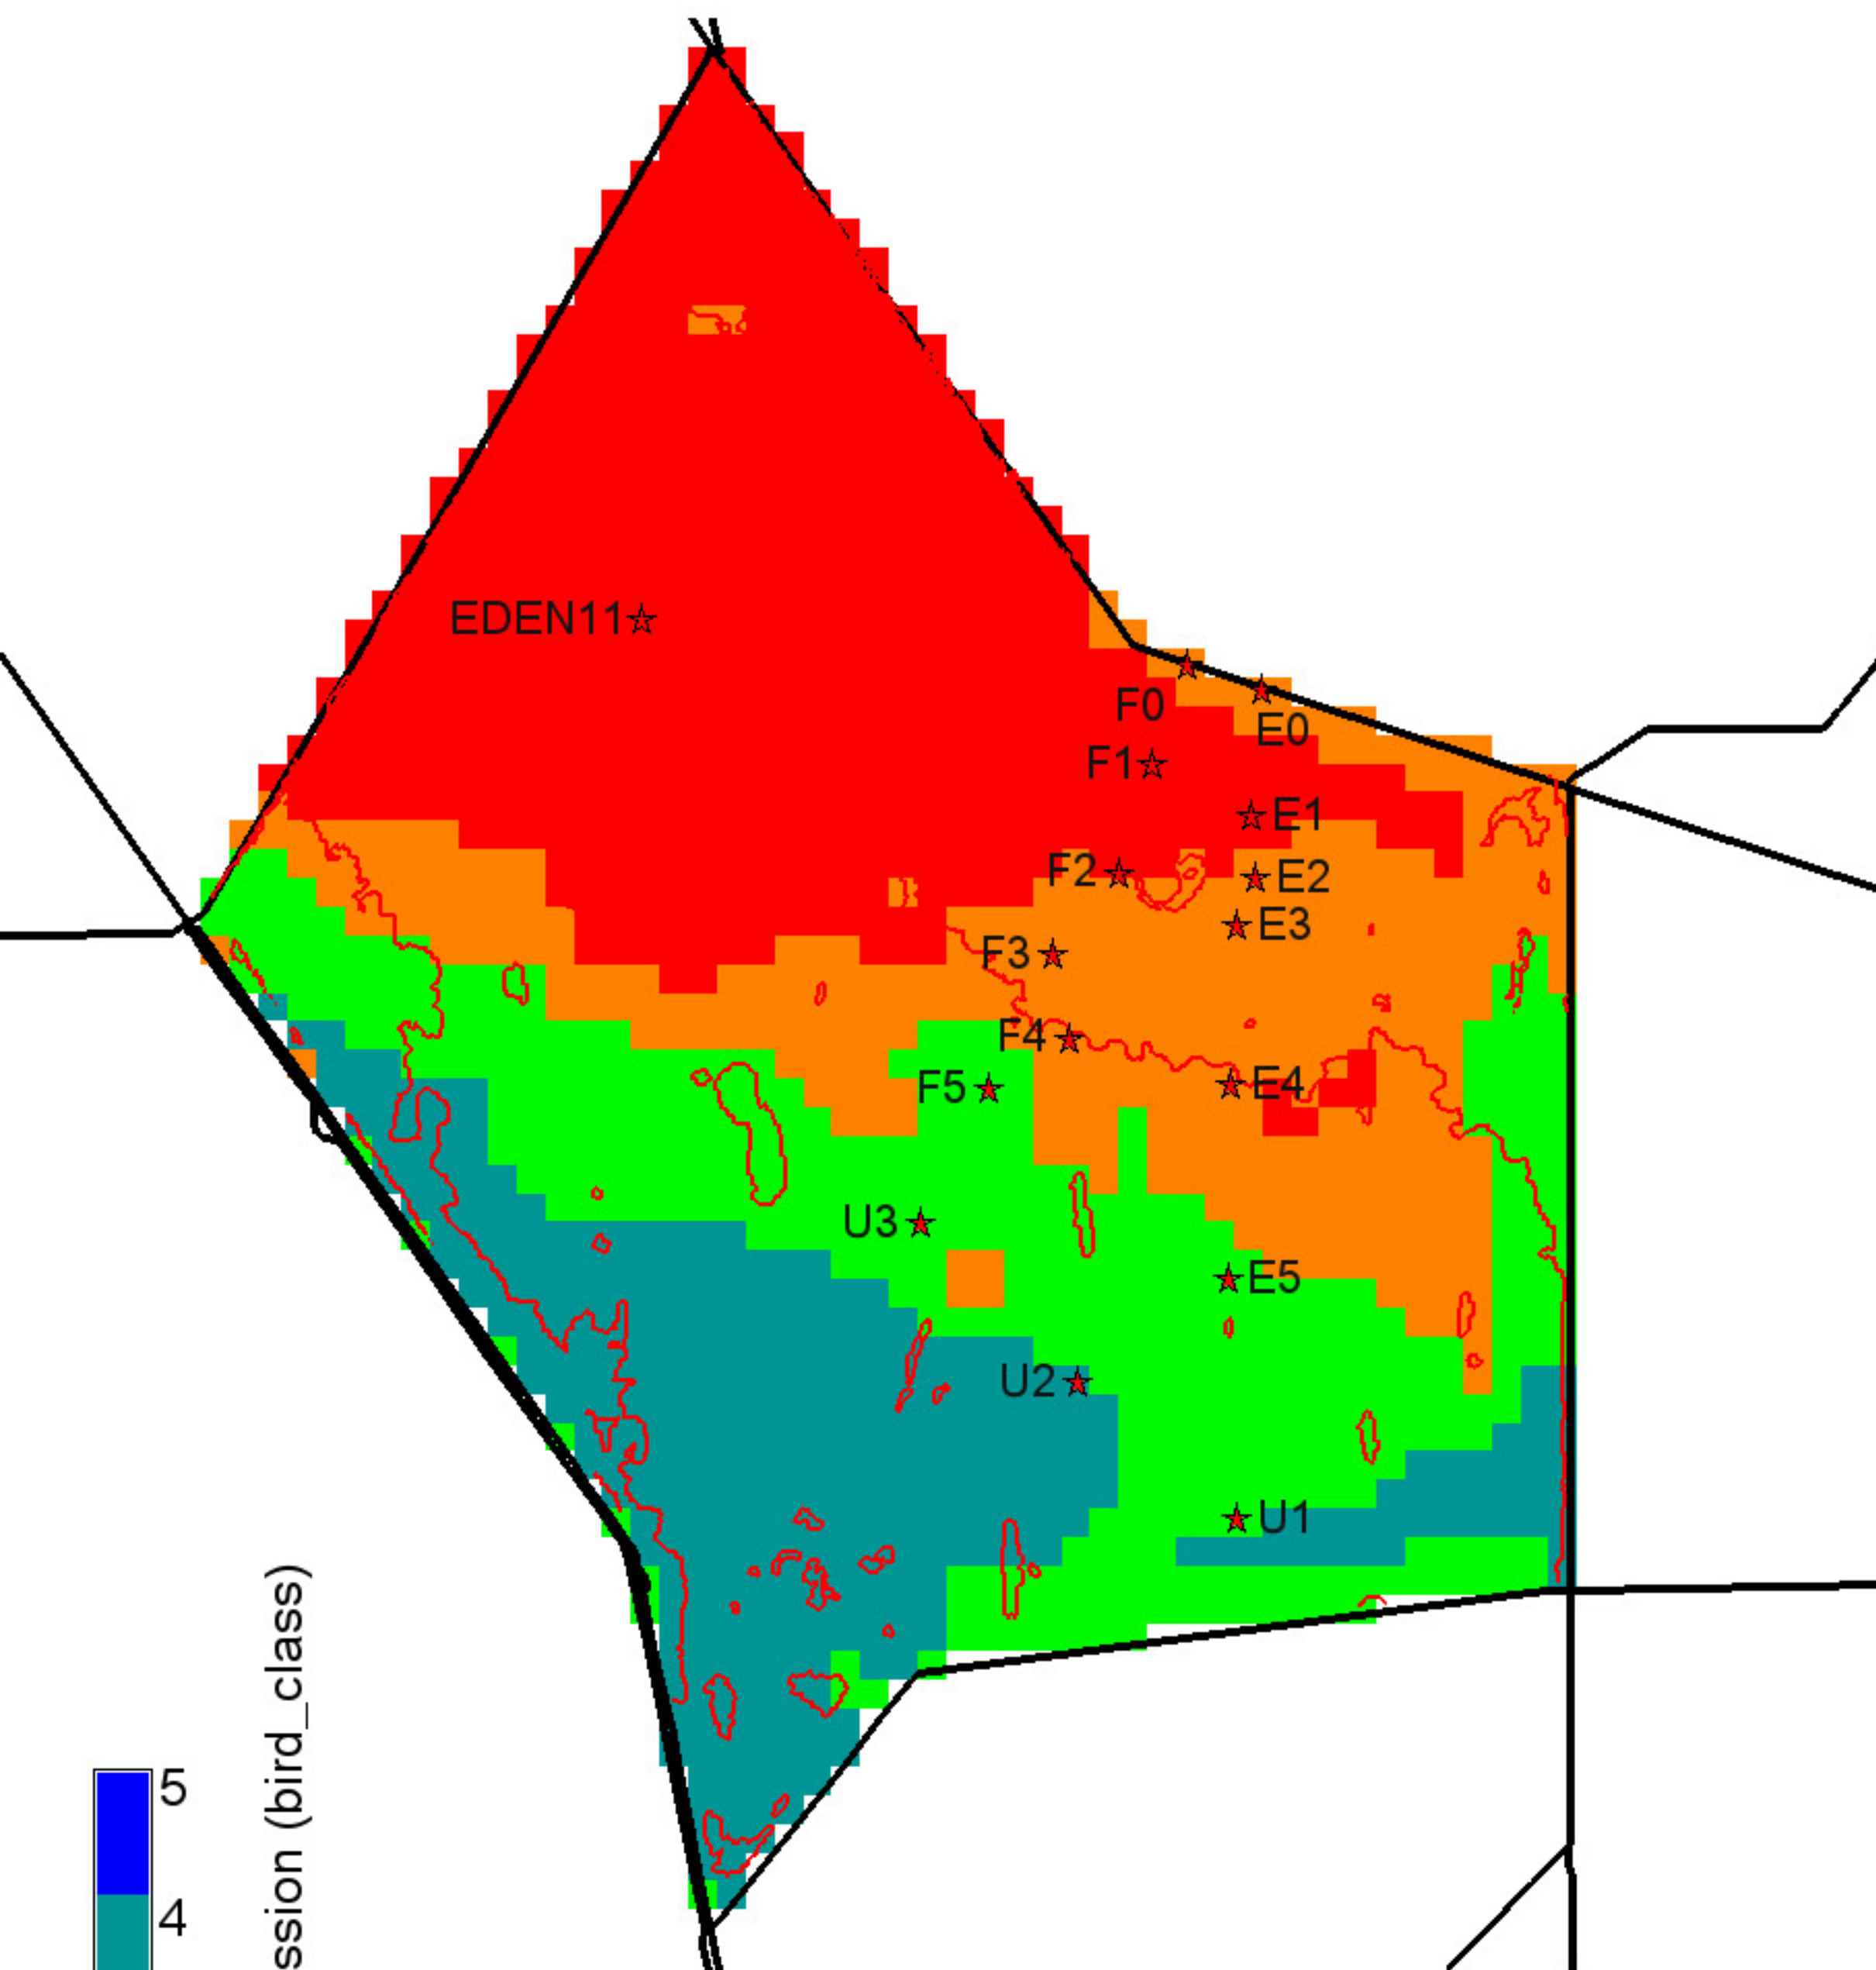 EDEN11
F0
E0
F1
E1
F2
E2
E3
F3
F4
E4
F5
U3
E5
U2
U1
5
4
ssion (bird_class)